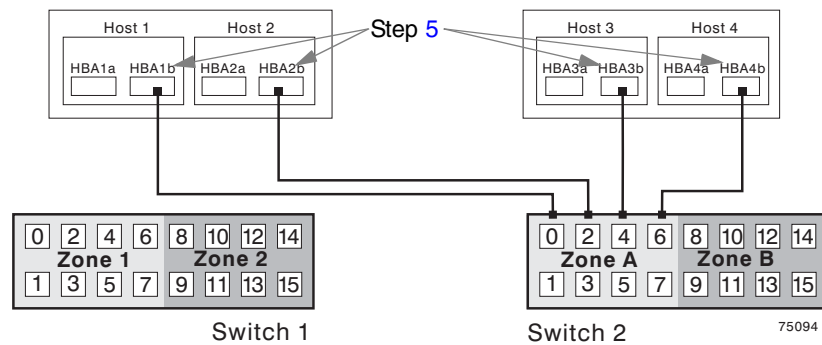 Host 1 Host 2 Step 5 Host 3 Host 4
HBA1a HBA1b HBA2a HBA2b HBA3a HBA3b HBA4a HBA4b
0 2 4 6 8 10 12 14 0 2 4 6 8 10 12 14
Zone 1 Zone 2 Zone A Zone B
1 3 5 7 9 11 13 15 1 3 5 7 9 11 13 15
Switch 1 Switch 2 75094